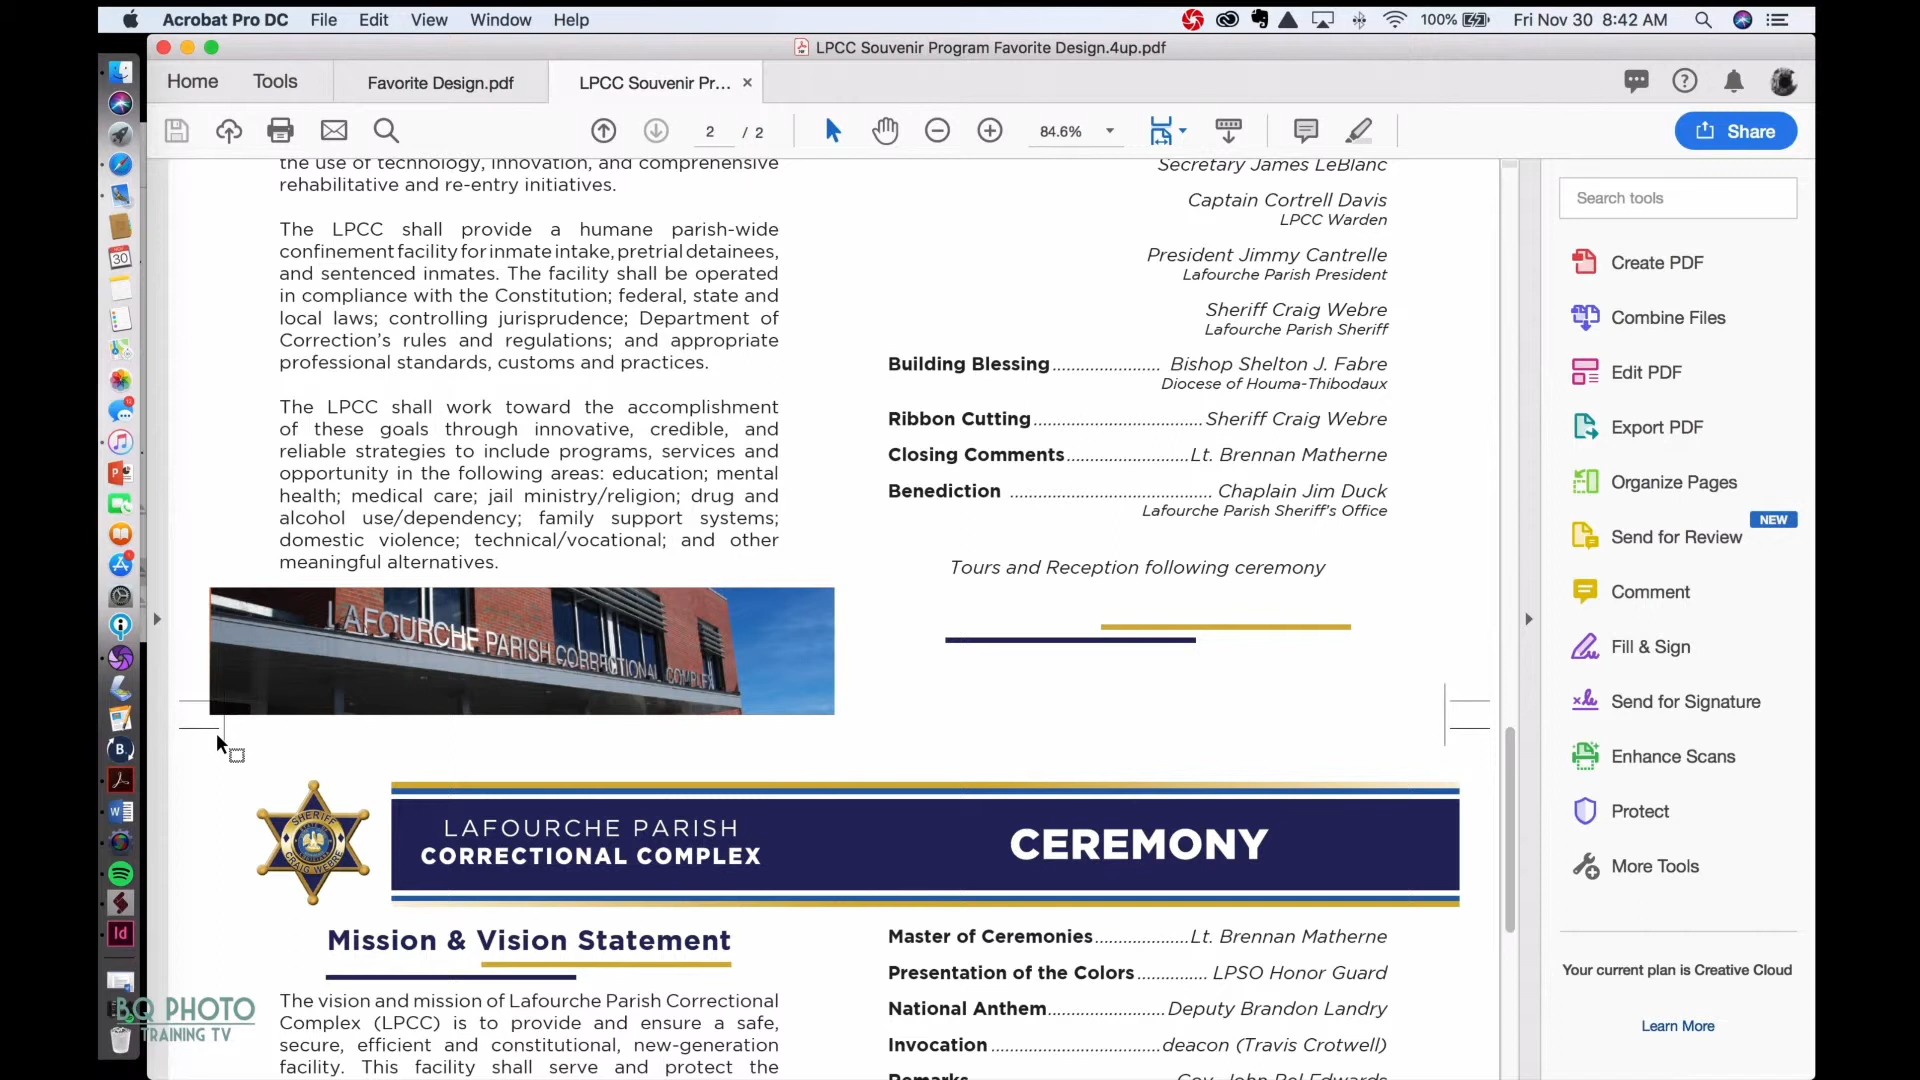 Acrobat Pro DC File Edit View Window Help 100% Fri Nov 30 8:42 AM
LPCC Souvenir Program Favorite Design.4up.pdf
Home Tools Favorite Design.pdf LPCC Souvenir Pr... ×
2 / 2 84.6% Share
the use of technology, innovation, and comprehensive
rehabilitative and re-entry initiatives.
The LPCC shall provide a humane parish-wide
confinement facility for inmate intake, pretrial detainees,
and sentenced inmates. The facility shall be operated
in compliance with the Constitution; federal, state and
local laws; controlling jurisprudence; Department of
Correction's rules and regulations; and appropriate
professional standards, customs and practices.
The LPCC shall work toward the accomplishment
of these goals through innovative, credible, and
reliable strategies to include programs, services and
opportunity in the following areas: education; mental
health; medical care; jail ministry/religion; drug and
alcohol use/dependency; family support systems;
domestic violence; technical/vocational; and other
meaningful alternatives.
LAFOURCHE PARISH CORRECTIONAL COMPLEX
Secretary James LeBlanc
Captain Cortrell Davis
LPCC Warden
President Jimmy Cantrelle
Lafourche Parish President
Sheriff Craig Webre
Lafourche Parish Sheriff
Building Blessing....................... Bishop Shelton J. Fabre
Diocese of Houma-Thibodaux
Ribbon Cutting....................................Sheriff Craig Webre
Closing Comments..........................Lt. Brennan Matherne
Benediction ........................................... Chaplain Jim Duck
Lafourche Parish Sheriff's Office
Tours and Reception following ceremony
SHERIFF
CRAIG WEBRE
LAFOURCHE PARISH
CORRECTIONAL COMPLEX
CEREMONY
Mission & Vision Statement
The vision and mission of Lafourche Parish Correctional
Complex (LPCC) is to provide and ensure a safe,
secure, efficient and constitutional, new-generation
facility. This facility shall serve and protect the
Master of Ceremonies....................Lt. Brennan Matherne
Presentation of the Colors............... LPSO Honor Guard
National Anthem.........................Deputy Brandon Landry
Invocation ....................................deacon (Travis Crotwell)
Remarks Gov. John Bel Edwards
Search tools
Create PDF
Combine Files
Edit PDF
Export PDF
Organize Pages
NEW
Send for Review
Comment
Fill & Sign
Send for Signature
Enhance Scans
Protect
More Tools
Your current plan is Creative Cloud
Learn More
30
B.
W
Id
BQ PHOTO
TRAINING TV